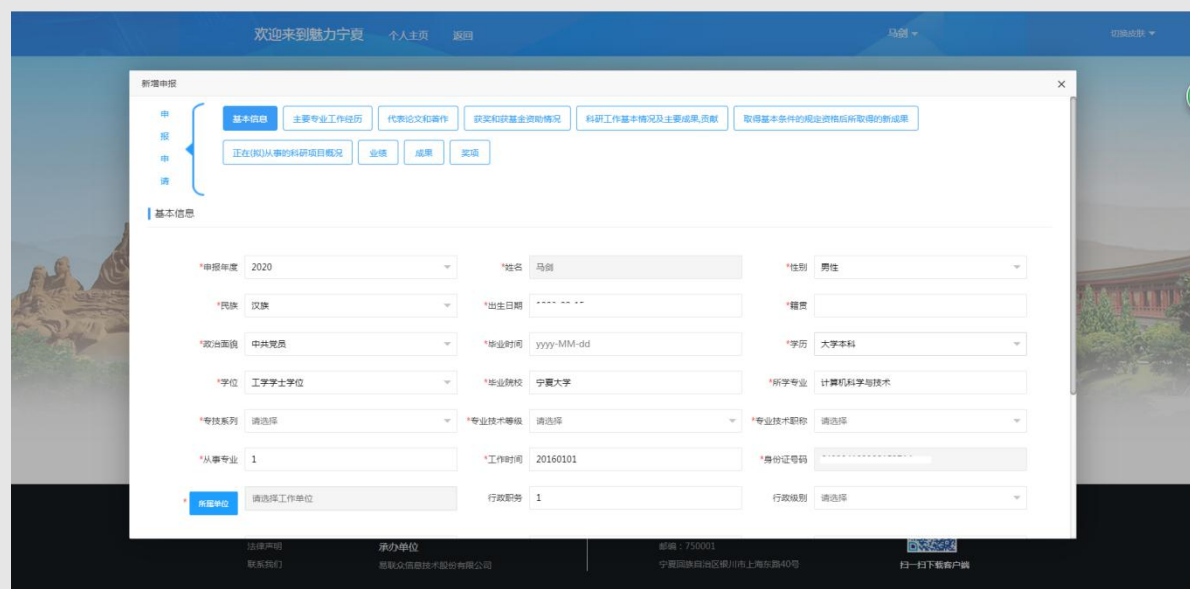 欢迎来到魅力宁夏 个人主页 返回 马剑 切换皮肤
新增申报 ×
申报申请
基本信息 主要专业工作经历 代表论文和著作 获奖和获基金资助情况 科研工作基本情况及主要成果,贡献 取得基本条件的规定资格后所取得的新成果
正在(拟)从事的科研项目概况 业绩 成果 奖项
基本信息
*申报年度 2020 *姓名 马剑 *性别 男性
*民族 汉族 *出生日期 *籍贯
*政治面貌 中共党员 *毕业时间 yyyy-MM-dd *学历 大学本科
*学位 工学学士学位 *毕业院校 宁夏大学 *所学专业 计算机科学与技术
*专技系列 请选择 *专业技术等级 请选择 *专业技术职称 请选择
*从事专业 1 *工作时间 20160101 *身份证号码
* 所属单位 请选择工作单位 行政职务 1 行政级别 请选择
法律声明 承办单位 邮编：750001
联系我们 易联众信息技术股份有限公司 宁夏回族自治区银川市上海东路40号 扫一扫下载客户端